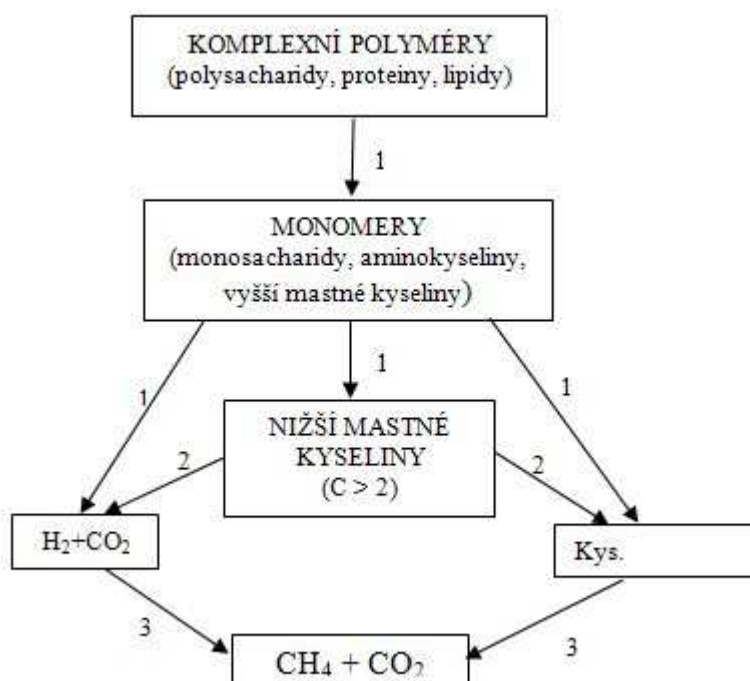 KOMPLEXNÍ POLYMÉRY
(polysacharidy, proteiny, lipidy)
1
MONOMERY
(monosacharidy, aminokyseliny,
vyšší mastné kyseliny)
1
1
1
NIŽŠÍ MASTNÉ
KYSELINY
(C > 2)
2
2
H₂+CO₂
Kys.
3
3
CH₄ + CO₂